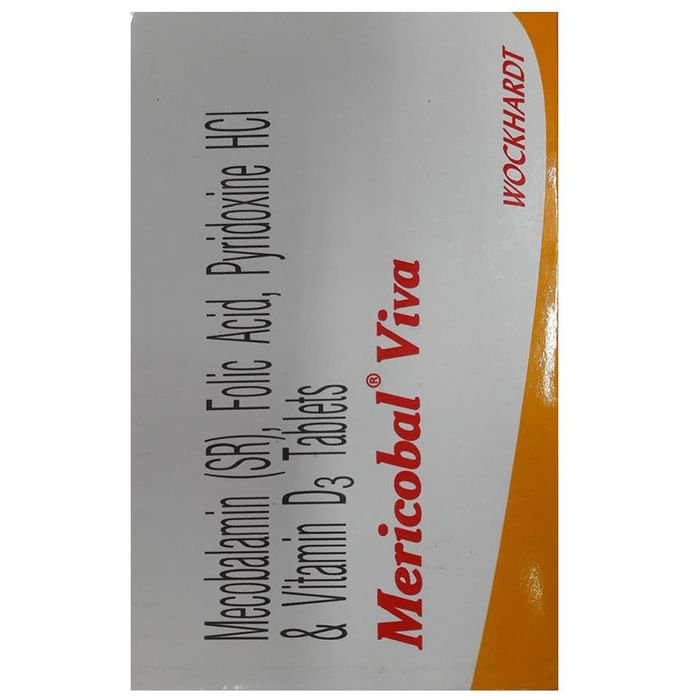 Mecobalamin (SR), Folic Acid, Pyridoxine HCl
& Vitamin D₃ Tablets
Mericobal® Viva
WOCKHARDT